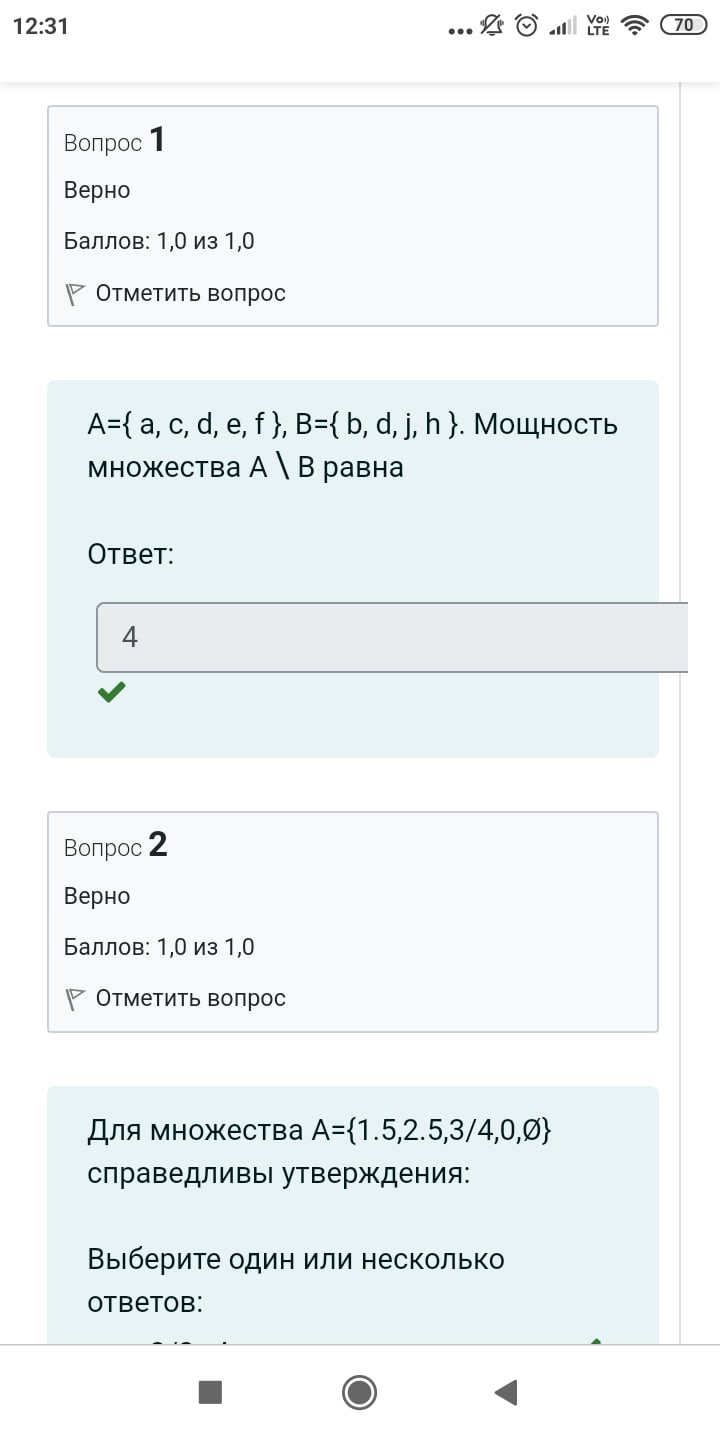 12:31
Vo))
LTE
70
Вопрос 1
Верно
Баллов: 1,0 из 1,0
Отметить вопрос
A={ a, c, d, e, f }, B={ b, d, j, h }. Мощность
множества A \ B равна
Ответ:
4
Вопрос 2
Верно
Баллов: 1,0 из 1,0
Отметить вопрос
Для множества A={1.5,2.5,3/4,0,Ø}
справедливы утверждения:
Выберите один или несколько
ответов: